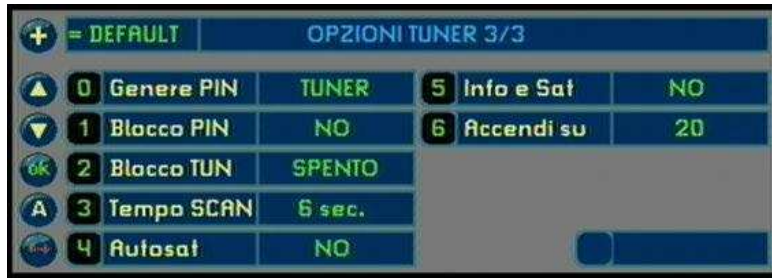 + = DEFAULT OPZIONI TUNER 3/3
0 Genere PIN TUNER 5 Info e Sat NO
1 Blocco PIN NO 6 Accendi su 20
ok 2 Blocco TUN SPENTO
A 3 Tempo SCAN 6 sec.
4 Autosat NO